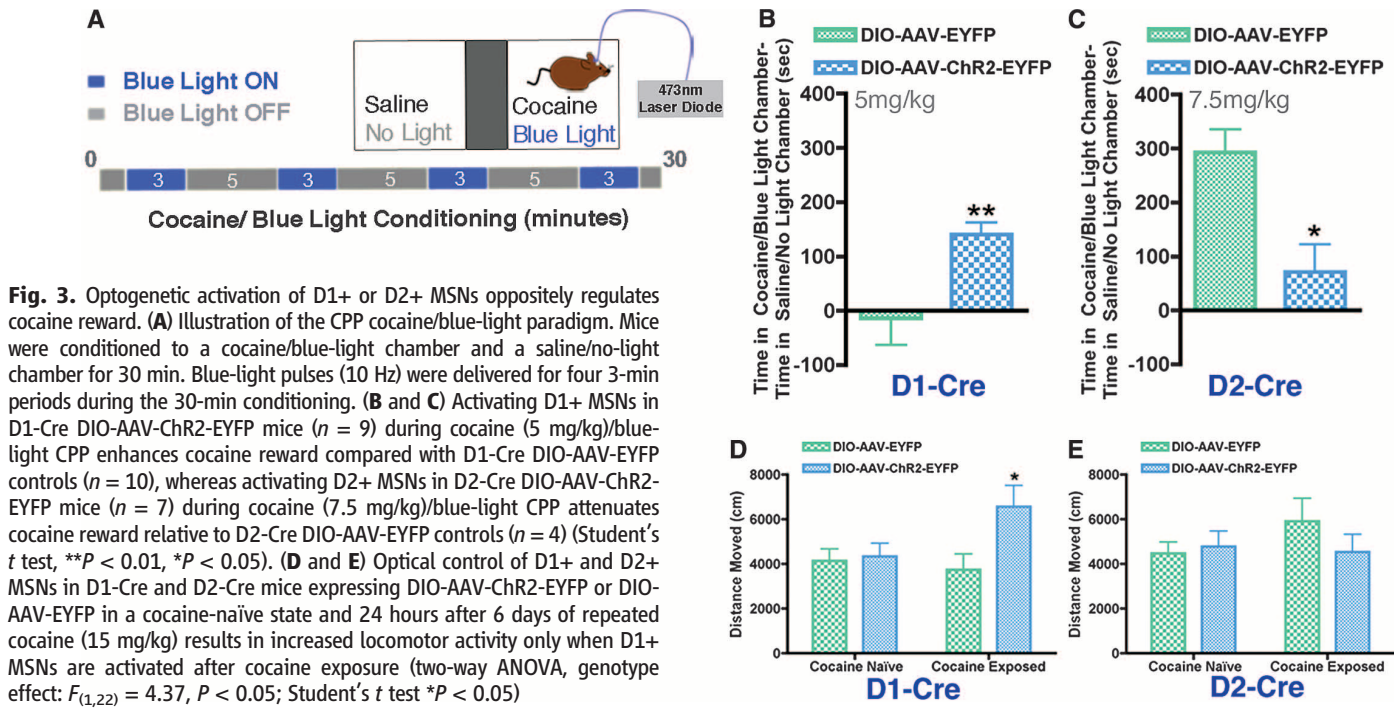 A
Blue Light ON
Blue Light OFF
Saline
No Light
Cocaine
Blue Light
473nm
Laser Diode
0
30
3 5 3 5 3 5 3
Cocaine/ Blue Light Conditioning (minutes)
Fig. 3. Optogenetic activation of D1+ or D2+ MSNs oppositely regulates
cocaine reward. (A) Illustration of the CPP cocaine/blue-light paradigm. Mice
were conditioned to a cocaine/blue-light chamber and a saline/no-light
chamber for 30 min. Blue-light pulses (10 Hz) were delivered for four 3-min
periods during the 30-min conditioning. (B and C) Activating D1+ MSNs in
D1-Cre DIO-AAV-ChR2-EYFP mice (n = 9) during cocaine (5 mg/kg)/blue-
light CPP enhances cocaine reward compared with D1-Cre DIO-AAV-EYFP
controls (n = 10), whereas activating D2+ MSNs in D2-Cre DIO-AAV-ChR2-
EYFP mice (n = 7) during cocaine (7.5 mg/kg)/blue-light CPP attenuates
cocaine reward relative to D2-Cre DIO-AAV-EYFP controls (n = 4) (Student's
t test, **P < 0.01, *P < 0.05). (D and E) Optical control of D1+ and D2+
MSNs in D1-Cre and D2-Cre mice expressing DIO-AAV-ChR2-EYFP or DIO-
AAV-EYFP in a cocaine-naïve state and 24 hours after 6 days of repeated
cocaine (15 mg/kg) results in increased locomotor activity only when D1+
MSNs are activated after cocaine exposure (two-way ANOVA, genotype
effect: F(1,22) = 4.37, P < 0.05; Student's t test *P < 0.05)
B
DIO-AAV-EYFP
DIO-AAV-ChR2-EYFP
Time in Cocaine/Blue Light Chamber-
Time in Saline/No Light Chamber (sec)
5mg/kg
400
300
200
100
0
-100
**
D1-Cre
C
DIO-AAV-EYFP
DIO-AAV-ChR2-EYFP
Time in Cocaine/Blue Light Chamber-
Time in Saline/No Light Chamber (sec)
7.5mg/kg
400
300
200
100
0
-100
*
D2-Cre
D
DIO-AAV-EYFP
DIO-AAV-ChR2-EYFP
Distance Moved (cm)
8000
6000
4000
2000
0
*
Cocaine Naïve Cocaine Exposed
D1-Cre
E
DIO-AAV-EYFP
DIO-AAV-ChR2-EYFP
Distance Moved (cm)
8000
6000
4000
2000
0
Cocaine Naïve Cocaine Exposed
D2-Cre